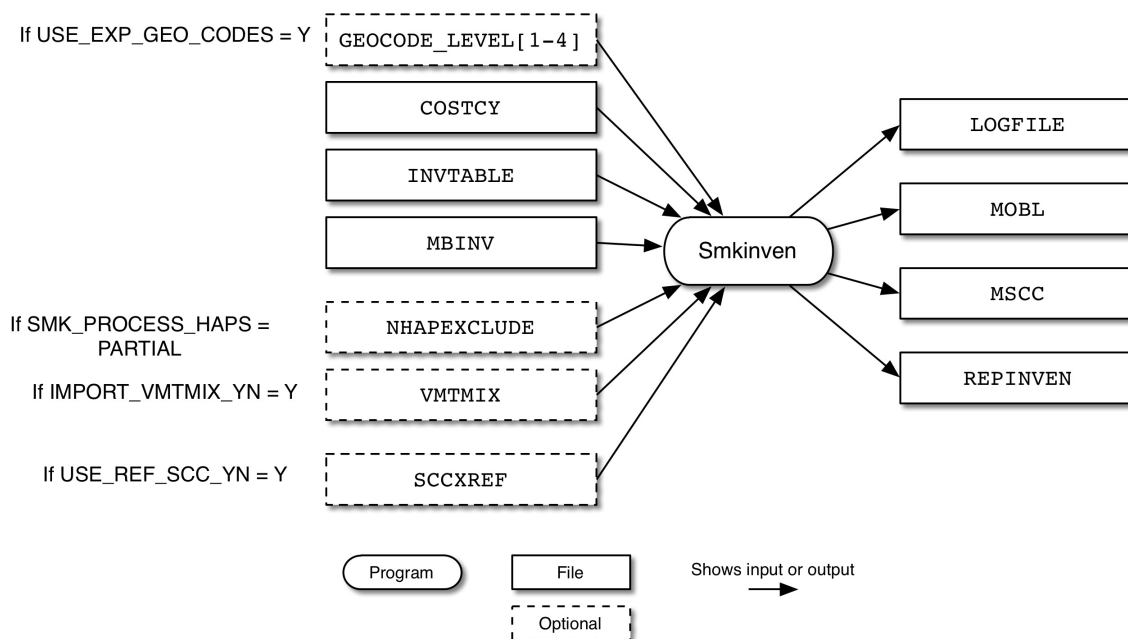 If USE_EXP_GEO_CODES = Y
GEOCODE_LEVEL[1-4]
COSTCY
INVTABLE
MBINV
If SMK_PROCESS_HAPS =
PARTIAL
NHAPEXCLUDE
If IMPORT_VMTMIX_YN = Y
VMTMIX
If USE_REF_SCC_YN = Y
SCCXREF
Smkinven
LOGFILE
MOBL
MSCC
REPINVEN
Program
File
Shows input or output
Optional